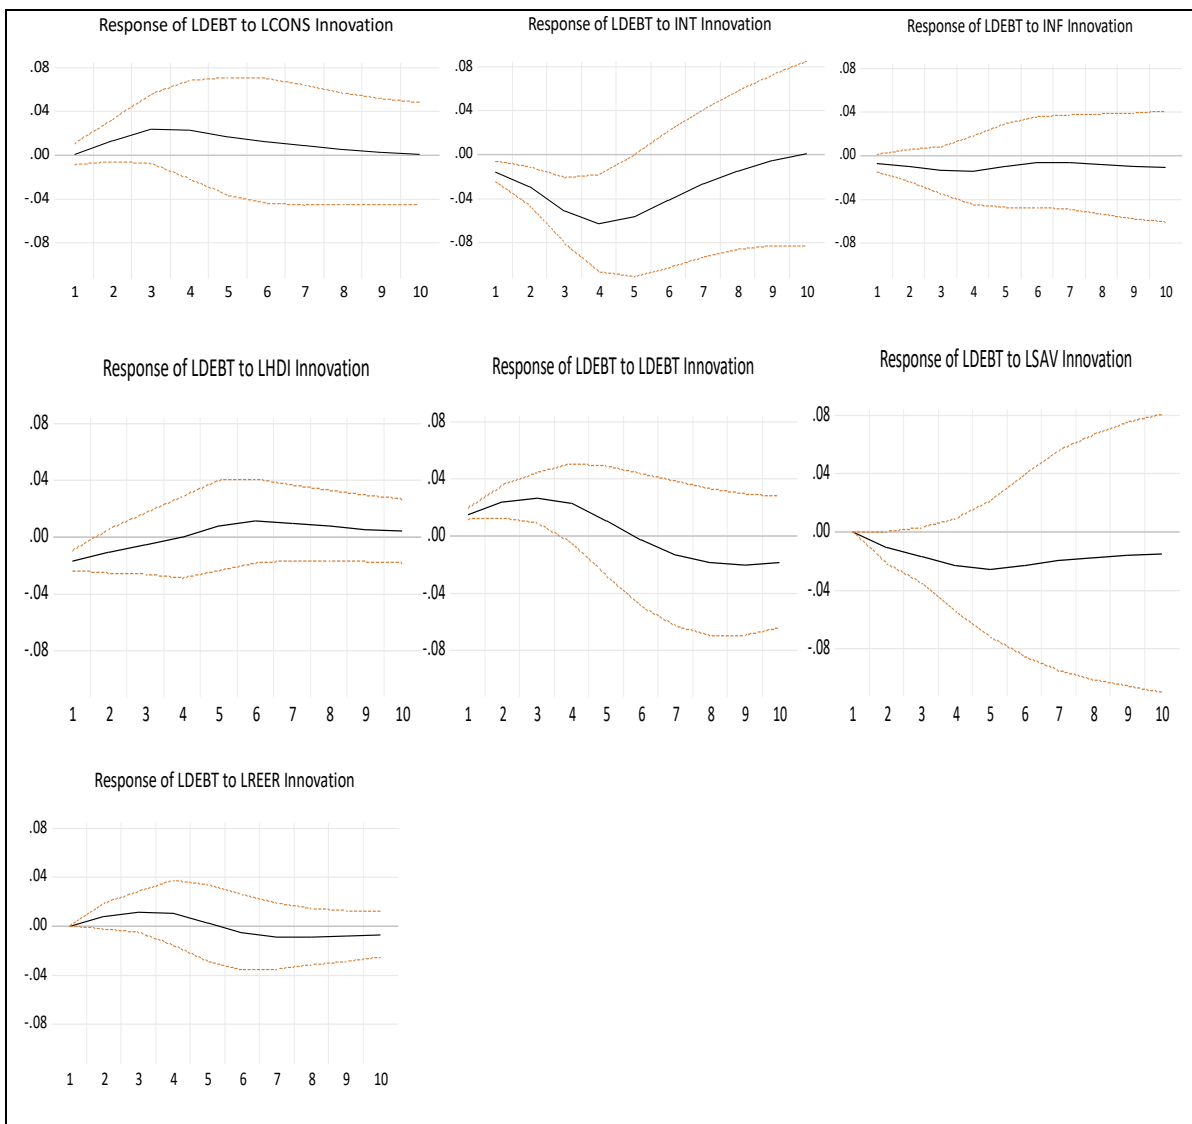 Response of LDEBT to LCONS Innovation
.08
.04
.00
-.04
-.08
1 2 3 4 5 6 7 8 9 10
Response of LDEBT to INT Innovation
.08
.04
.00
-.04
-.08
1 2 3 4 5 6 7 8 9 10
Response of LDEBT to INF Innovation
.08
.04
.00
-.04
-.08
1 2 3 4 5 6 7 8 9 10
Response of LDEBT to LHDI Innovation
.08
.04
.00
-.04
-.08
1 2 3 4 5 6 7 8 9 10
Response of LDEBT to LDEBT Innovation
.08
.04
.00
-.04
-.08
1 2 3 4 5 6 7 8 9 10
Response of LDEBT to LSAV Innovation
.08
.04
.00
-.04
-.08
1 2 3 4 5 6 7 8 9 10
Response of LDEBT to LREER Innovation
.08
.04
.00
-.04
-.08
1 2 3 4 5 6 7 8 9 10